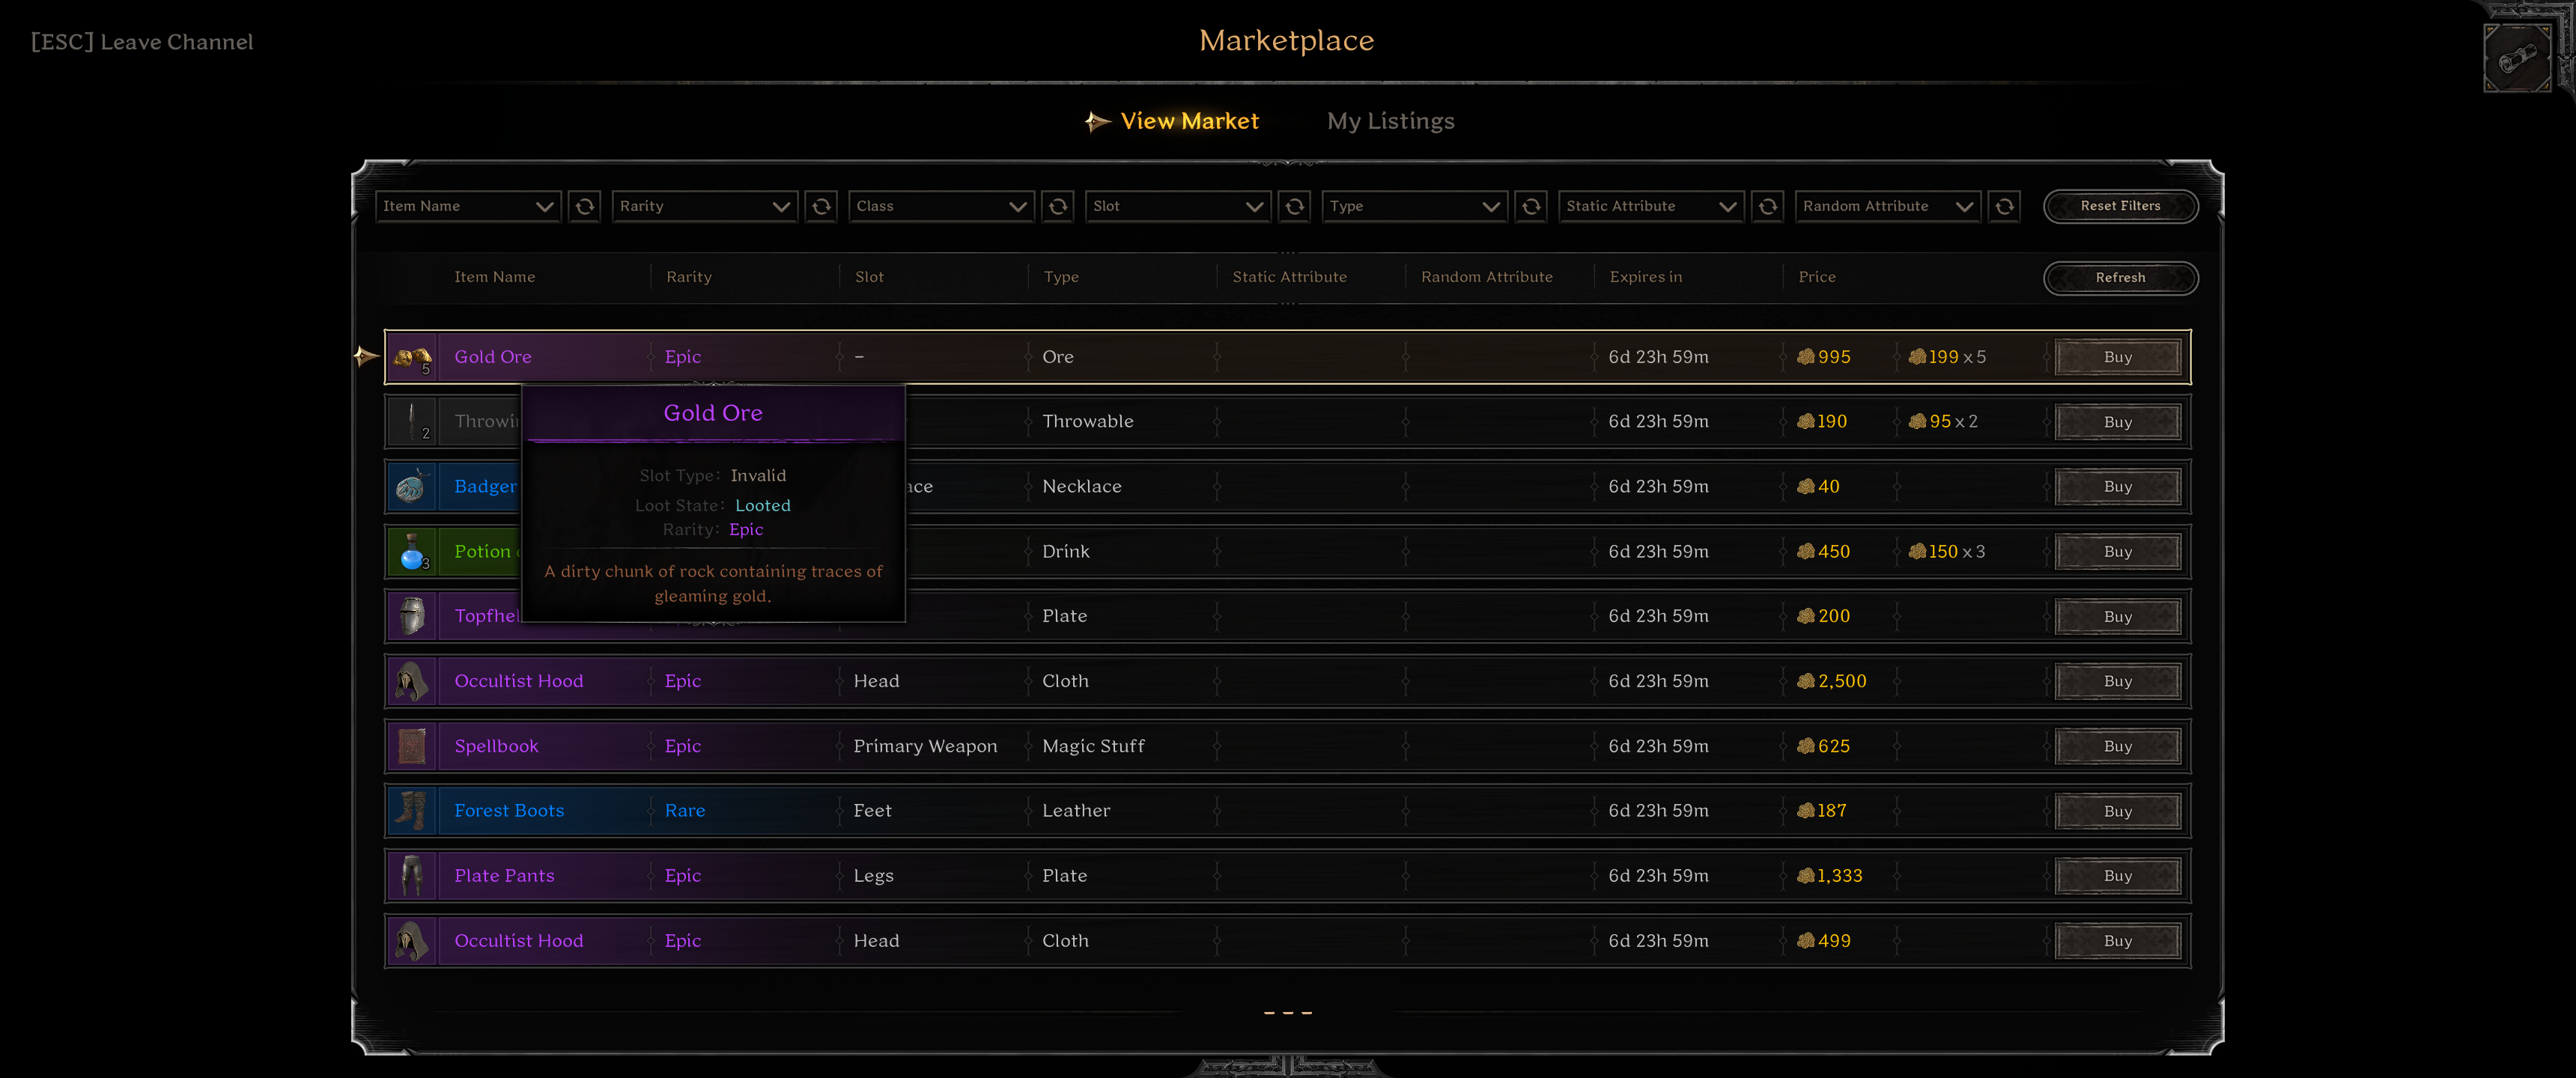 [ESC] Leave Channel
Marketplace
View Market My Listings
Item Name Rarity Class Slot Type Static Attribute Random Attribute Reset Filters
Item Name Rarity Slot Type Static Attribute Random Attribute Expires in Price Refresh
5 Gold Ore Epic - Ore 6d 23h 59m 995 199 x 5 Buy
2 Throwin Throwable 6d 23h 59m 190 95 x 2 Buy
Badger ace Necklace 6d 23h 59m 40 Buy
3 Potion Drink 6d 23h 59m 450 150 x 3 Buy
Topfhel Plate 6d 23h 59m 200 Buy
Gold Ore
Slot Type: Invalid
Loot State: Looted
Rarity: Epic
A dirty chunk of rock containing traces of
gleaming gold.
Occultist Hood Epic Head Cloth 6d 23h 59m 2,500 Buy
Spellbook Epic Primary Weapon Magic Stuff 6d 23h 59m 625 Buy
Forest Boots Rare Feet Leather 6d 23h 59m 187 Buy
Plate Pants Epic Legs Plate 6d 23h 59m 1,333 Buy
Occultist Hood Epic Head Cloth 6d 23h 59m 499 Buy